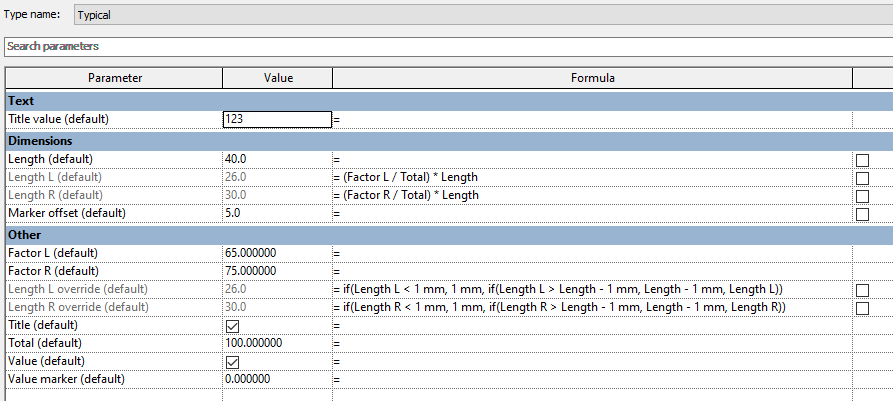 Type name: Typical
Search parameters
Parameter Value Formula
Text
Title value (default) 123 =
Dimensions
Length (default) 40.0 =
Length L (default) 26.0 = (Factor L / Total) * Length
Length R (default) 30.0 = (Factor R / Total) * Length
Marker offset (default) 5.0 =
Other
Factor L (default) 65.000000 =
Factor R (default) 75.000000 =
Length L override (default) 26.0 = if(Length L < 1 mm, 1 mm, if(Length L > Length - 1 mm, Length - 1 mm, Length L))
Length R override (default) 30.0 = if(Length R < 1 mm, 1 mm, if(Length R > Length - 1 mm, Length - 1 mm, Length R))
Title (default) =
Total (default) 100.000000 =
Value (default) =
Value marker (default) 0.000000 =